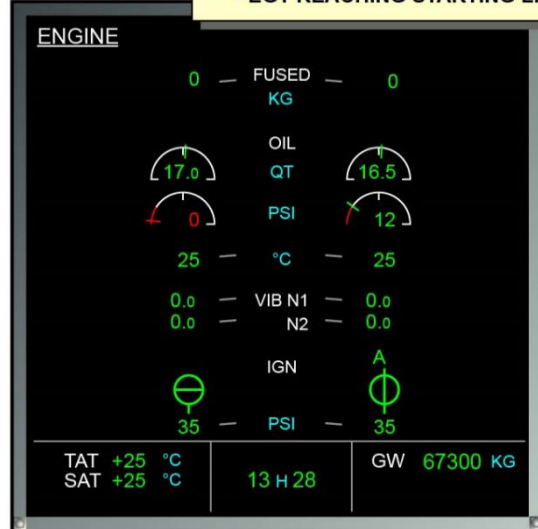 ENGINE
0 FUSED 0
KG
OIL
17.0 QT 16.5
0 PSI 12
25 °C 25
0.0 VIB N1 0.0
0.0 N2 0.0
IGN A
35 PSI 35
TAT +25 °C
SAT +25 °C
13 H 28
GW 67300 KG